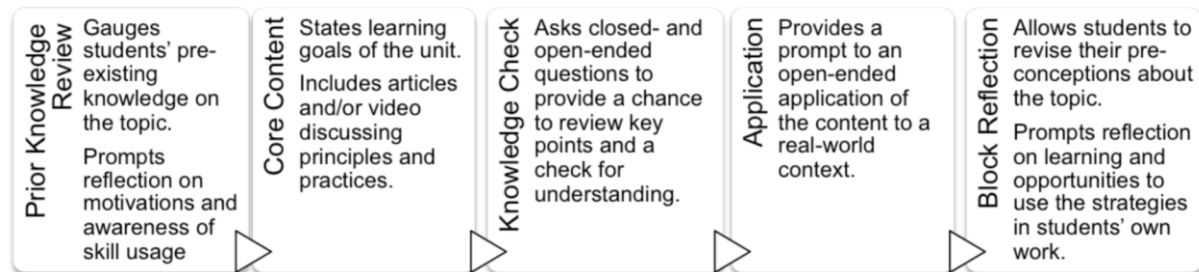 Prior Knowledge
Review
Gauges
students’ pre-
existing
knowledge on
the topic.
Prompts
reflection on
motivations and
awareness of
skill usage
Core Content
States learning
goals of the unit.
Includes articles
and/or video
discussing
principles and
practices.
Knowledge Check
Asks closed- and
open-ended
questions to
provide a chance
to review key
points and a
check for
understanding.
Application
Provides a
prompt to an
open-ended
application of
the content to a
real-world
context.
Block Reflection
Allows students to
revise their pre-
conceptions about
the topic.
Prompts reflection
on learning and
opportunities to
use the strategies
in students’ own
work.